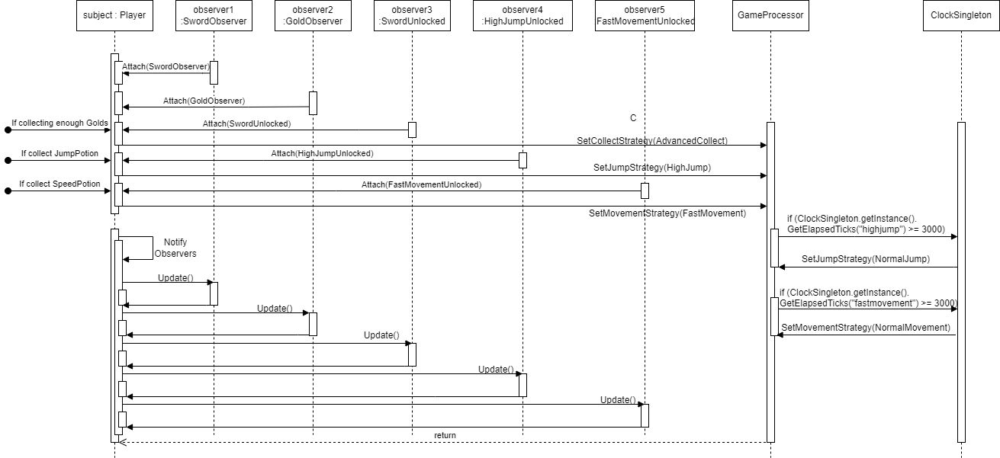 subject : Player
observer1
:SwordObserver
observer2
:GoldObserver
observer3
:SwordUnlocked
observer4
:HighJumpUnlocked
observer5
FastMovementUnlocked
GameProcessor
ClockSingleton
Attach(SwordObserver)
Attach(GoldObserver)
If collecting enough Golds
Attach(SwordUnlocked)
C
SetCollectStrategy(AdvancedCollect)
If collect JumpPotion
Attach(HighJumpUnlocked)
SetJumpStrategy(HighJump)
If collect SpeedPotion
Attach(FastMovementUnlocked)
SetMovementStrategy(FastMovement)
if (ClockSingleton.getInstance().
GetElapsedTicks("highjump") >= 3000)
Notify
Observers
SetJumpStrategy(NormalJump)
Update()
if (ClockSingleton.getInstance().
GetElapsedTicks("fastmovement") >= 3000)
Update()
SetMovementStrategy(NormalMovement)
Update()
Update()
Update()
return